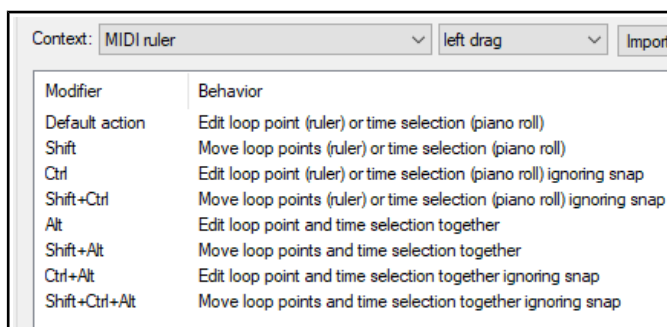 Context: MIDI ruler left drag Import
Modifier Behavior
Default action Edit loop point (ruler) or time selection (piano roll)
Shift Move loop points (ruler) or time selection (piano roll)
Ctrl Edit loop point (ruler) or time selection (piano roll) ignoring snap
Shift+Ctrl Move loop points (ruler) or time selection (piano roll) ignoring snap
Alt Edit loop point and time selection together
Shift+Alt Move loop points and time selection together
Ctrl+Alt Edit loop point and time selection together ignoring snap
Shift+Ctrl+Alt Move loop points and time selection together ignoring snap